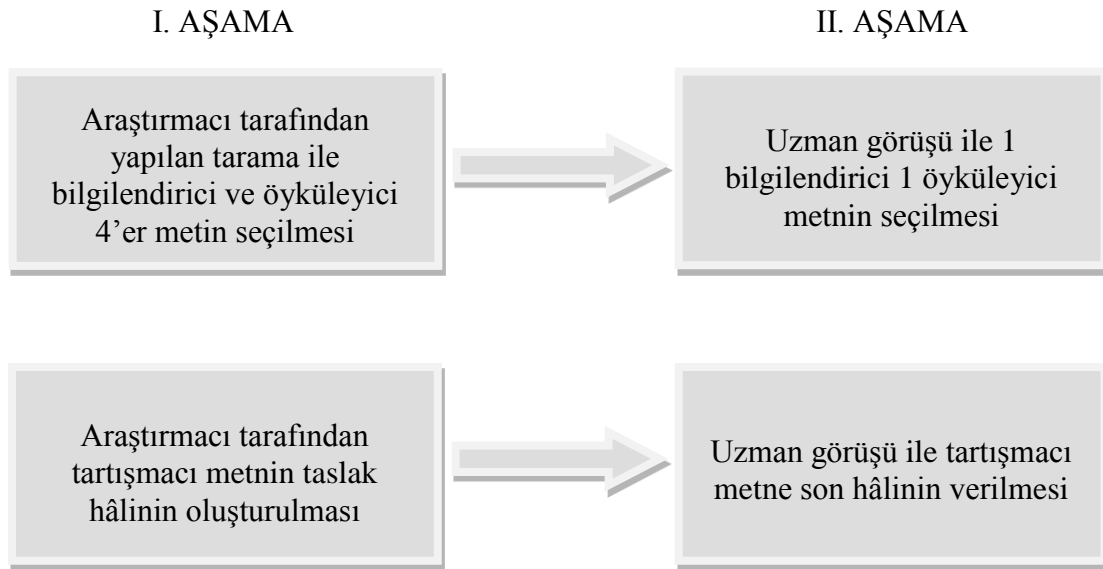 I. AŞAMA
II. AŞAMA
Araştırmacı tarafından
yapılan tarama ile
bilgilendirici ve öyküleyici
4’er metin seçilmesi
Uzman görüşü ile 1
bilgilendirici 1 öyküleyici
metnin seçilmesi
Araştırmacı tarafından
tartışmacı metnin taslak
hâlinin oluşturulması
Uzman görüşü ile tartışmacı
metne son hâlinin verilmesi